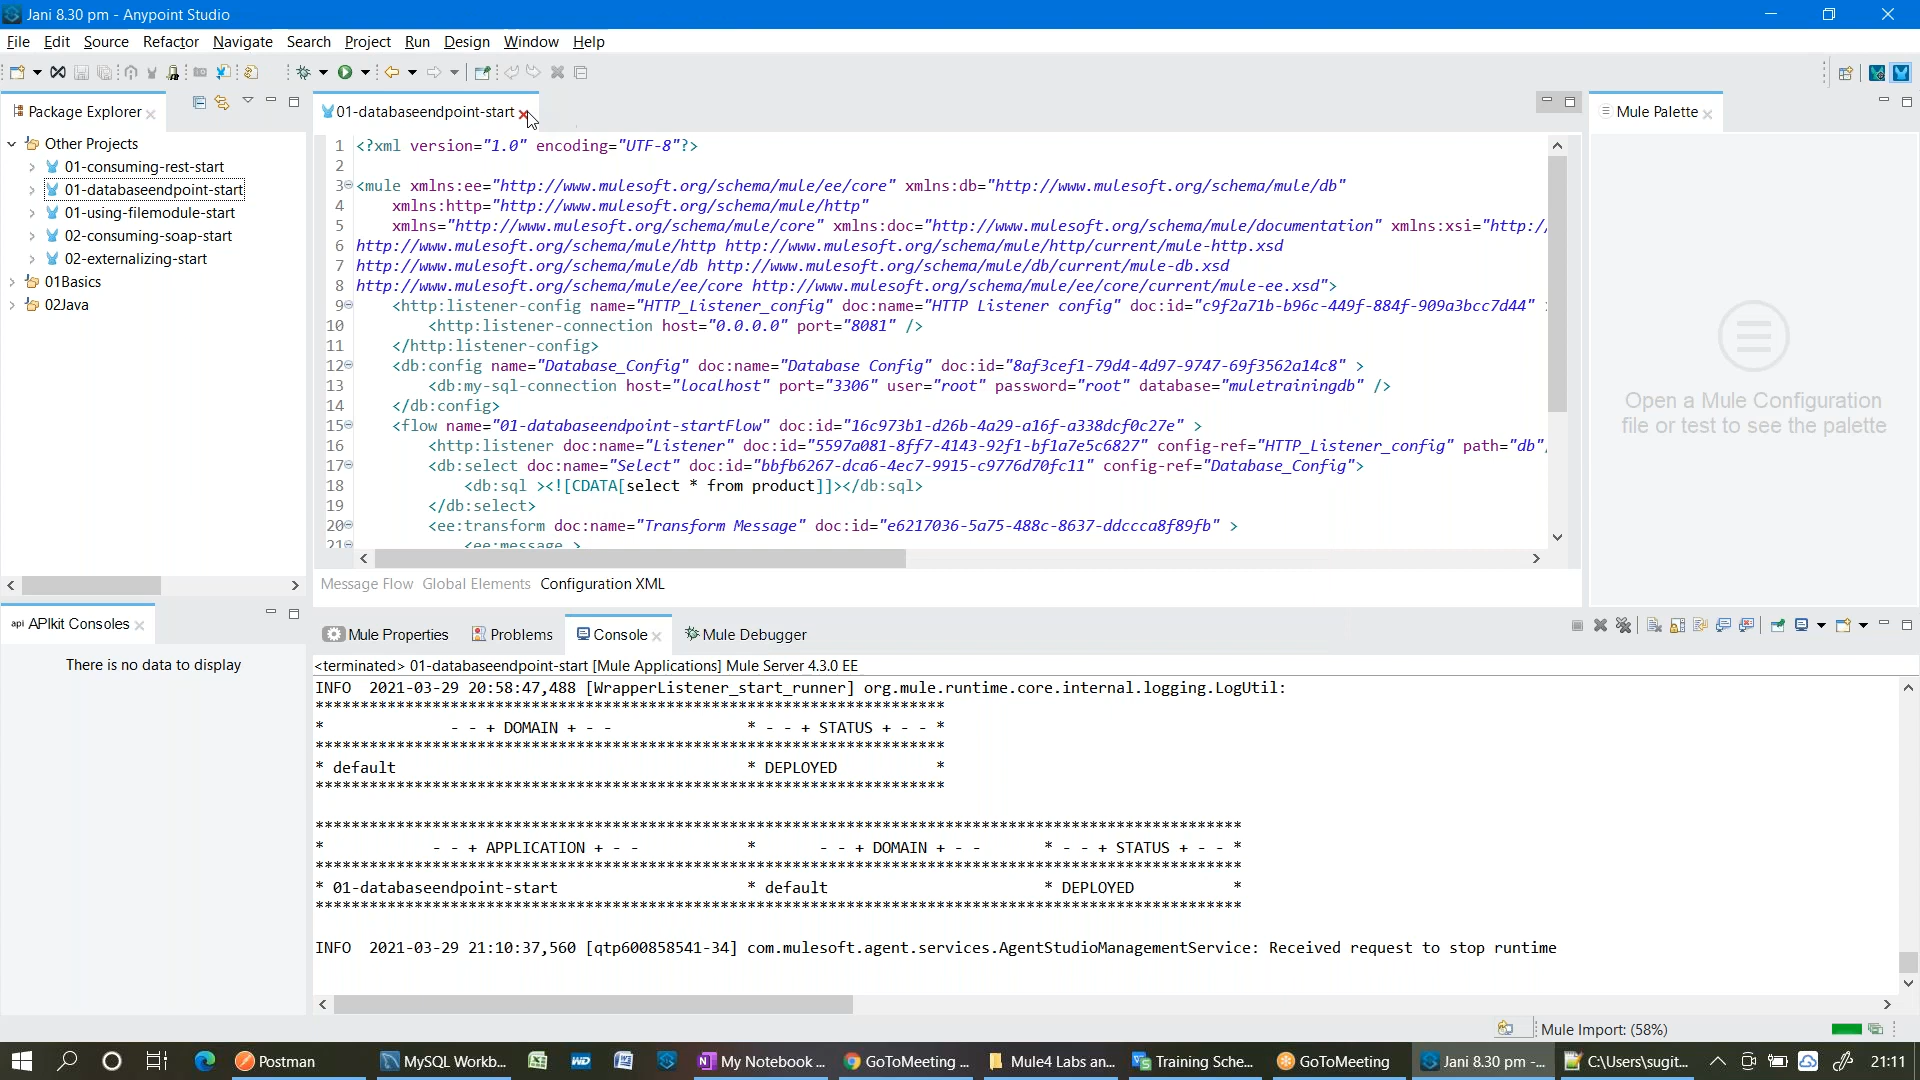 Jani 8.30 pm - Anypoint Studio
File Edit Source Refactor Navigate Search Project Run Design Window Help
Package Explorer
Other Projects
01-consuming-rest-start
01-databaseendpoint-start
01-using-filemodule-start
02-consuming-soap-start
02-externalizing-start
01Basics
02Java
01-databaseendpoint-start
1 <?xml version="1.0" encoding="UTF-8"?>
2
3 <mule xmlns:ee="http://www.mulesoft.org/schema/mule/ee/core" xmlns:db="http://www.mulesoft.org/schema/mule/db"
4 xmlns:http="http://www.mulesoft.org/schema/mule/http"
5 xmlns="http://www.mulesoft.org/schema/mule/core" xmlns:doc="http://www.mulesoft.org/schema/mule/documentation" xmlns:xsi="http:/
6 http://www.mulesoft.org/schema/mule/http http://www.mulesoft.org/schema/mule/http/current/mule-http.xsd
7 http://www.mulesoft.org/schema/mule/db http://www.mulesoft.org/schema/mule/db/current/mule-db.xsd
8 http://www.mulesoft.org/schema/mule/ee/core http://www.mulesoft.org/schema/mule/ee/core/current/mule-ee.xsd">
9 <http:listener-config name="HTTP_Listener_config" doc:name="HTTP Listener config" doc:id="c9f2a71b-b96c-449f-884f-909a3bcc7d44"
10 <http:listener-connection host="0.0.0.0" port="8081" />
11 </http:listener-config>
12 <db:config name="Database_Config" doc:name="Database Config" doc:id="8af3cef1-79d4-4d97-9747-69f3562a14c8" >
13 <db:my-sql-connection host="localhost" port="3306" user="root" password="root" database="muletrainingdb" />
14 </db:config>
15 <flow name="01-databaseendpoint-startFlow" doc:id="16c973b1-d26b-4a29-a16f-a338dcf0c27e" >
16 <http:listener doc:name="Listener" doc:id="5597a081-8ff7-4143-92f1-bf1a7e5c6827" config-ref="HTTP_Listener_config" path="db"
17 <db:select doc:name="Select" doc:id="bbfb6267-dca6-4ec7-9915-c9776d70fc11" config-ref="Database_Config">
18 <db:sql ><![CDATA[select * from product]]></db:sql>
19 </db:select>
20 <ee:transform doc:name="Transform Message" doc:id="e6217036-5a75-488c-8637-ddccca8f89fb" >
21 <ee:message >
Message Flow Global Elements Configuration XML
Mule Palette
Open a Mule Configuration
file or test to see the palette
api APIkit Consoles
There is no data to display
Mule Properties Problems Console Mule Debugger
<terminated> 01-databaseendpoint-start [Mule Applications] Mule Server 4.3.0 EE
INFO 2021-03-29 20:58:47,488 [WrapperListener_start_runner] org.mule.runtime.core.internal.logging.LogUtil:
**********************************************************************
* - - + DOMAIN + - - * - - + STATUS + - - *
**********************************************************************
* default * DEPLOYED *
**********************************************************************
*******************************************************************************************************
* - - + APPLICATION + - - * - - + DOMAIN + - - * - - + STATUS + - - *
*******************************************************************************************************
* 01-databaseendpoint-start * default * DEPLOYED *
*******************************************************************************************************
INFO 2021-03-29 21:10:37,560 [qtp600858541-34] com.mulesoft.agent.services.AgentStudioManagementService: Received request to stop runtime
Mule Import: (58%)
Postman MySQL Workb... My Notebook ... GoToMeeting ... Mule4 Labs an... Training Sche... GoToMeeting Jani 8.30 pm -... C:\Users\sugit... 21:11